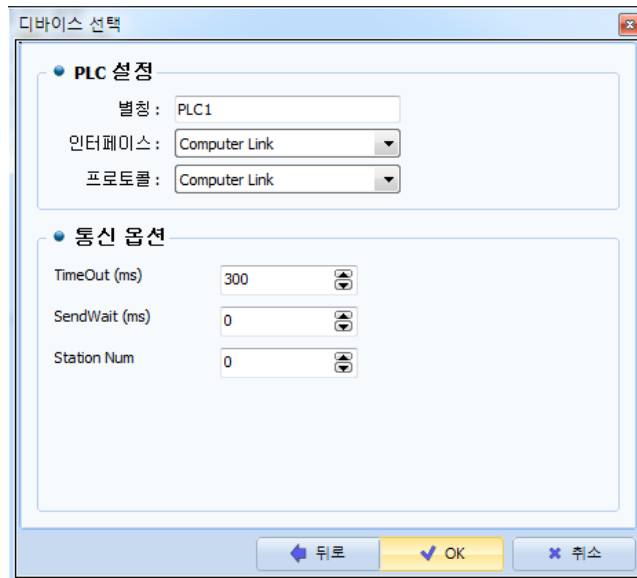 디바이스 선택
PLC 설정
별칭 : PLC1
인터페이스 : Computer Link
프로토콜 : Computer Link
통신 옵션
TimeOut (ms) 300
SendWait (ms) 0
Station Num 0
뒤로 OK 취소